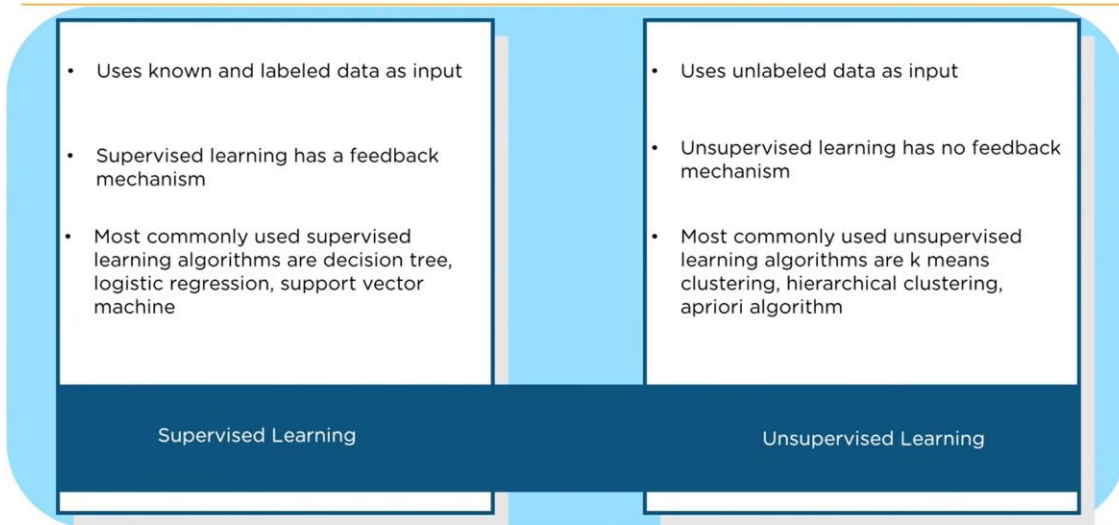 • Uses known and labeled data as input
• Supervised learning has a feedback
mechanism
• Most commonly used supervised
learning algorithms are decision tree,
logistic regression, support vector
machine
Supervised Learning
• Uses unlabeled data as input
• Unsupervised learning has no feedback
mechanism
• Most commonly used unsupervised
learning algorithms are k means
clustering, hierarchical clustering,
apriori algorithm
Unsupervised Learning